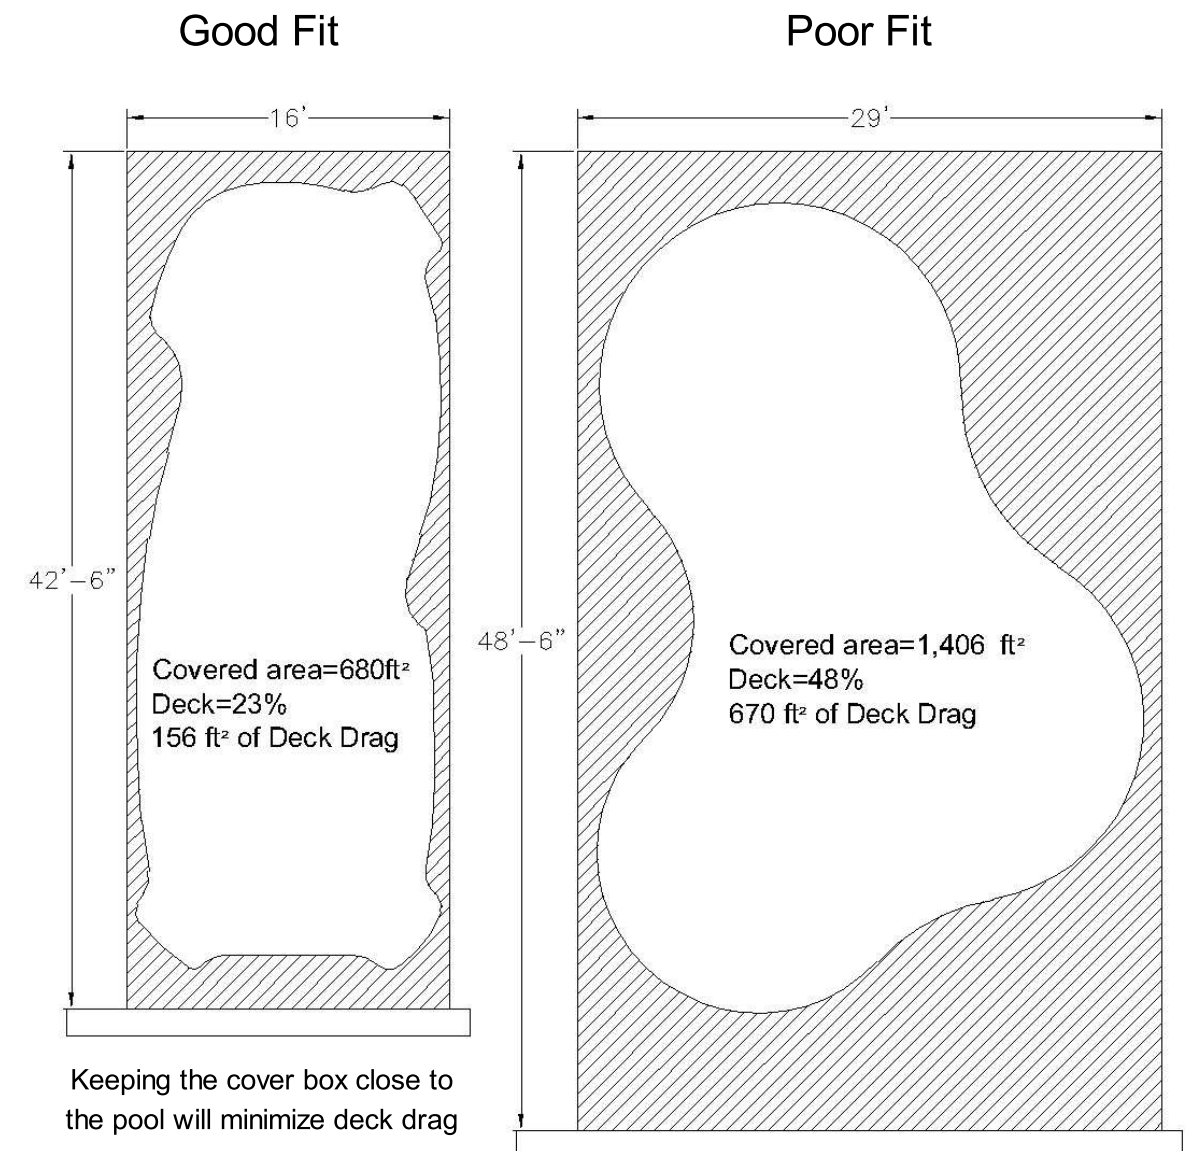 Good Fit
Poor Fit
16'
29'
42'-6"
48'-6"
Covered area=680ft²
Deck=23%
156 ft² of Deck Drag
Covered area=1,406 ft²
Deck=48%
670 ft² of Deck Drag
Keeping the cover box close to
the pool will minimize deck drag